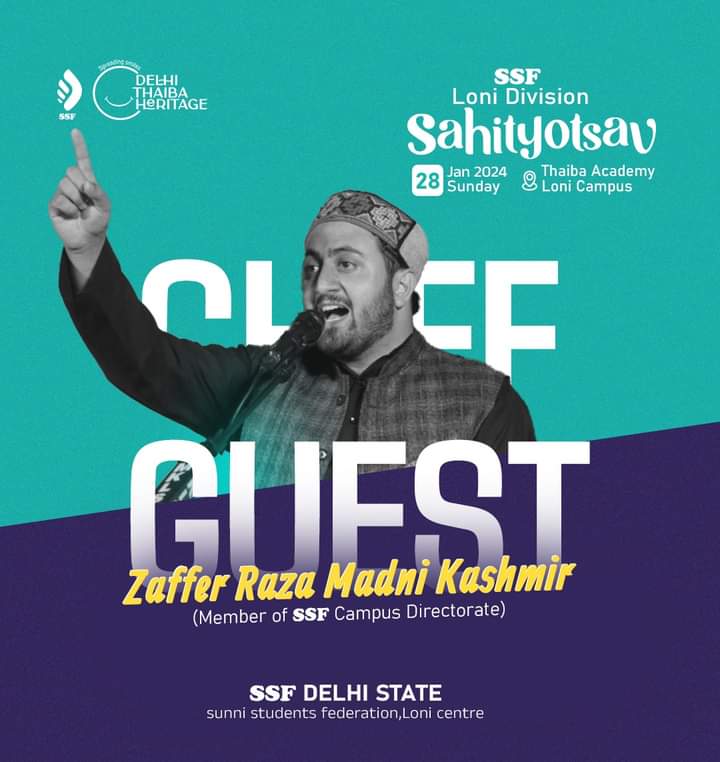 SSF
Spreading smiles
DELHI
THAIBA
HERITAGE
SSF
Loni Division
Sahityotsav
28 Jan 2024
Sunday
Thaiba Academy
Loni Campus
CHIEF
GUEST
Zaffer Raza Madni Kashmir
(Member of SSF Campus Directorate)
SSF DELHI STATE
sunni students federation,Loni centre